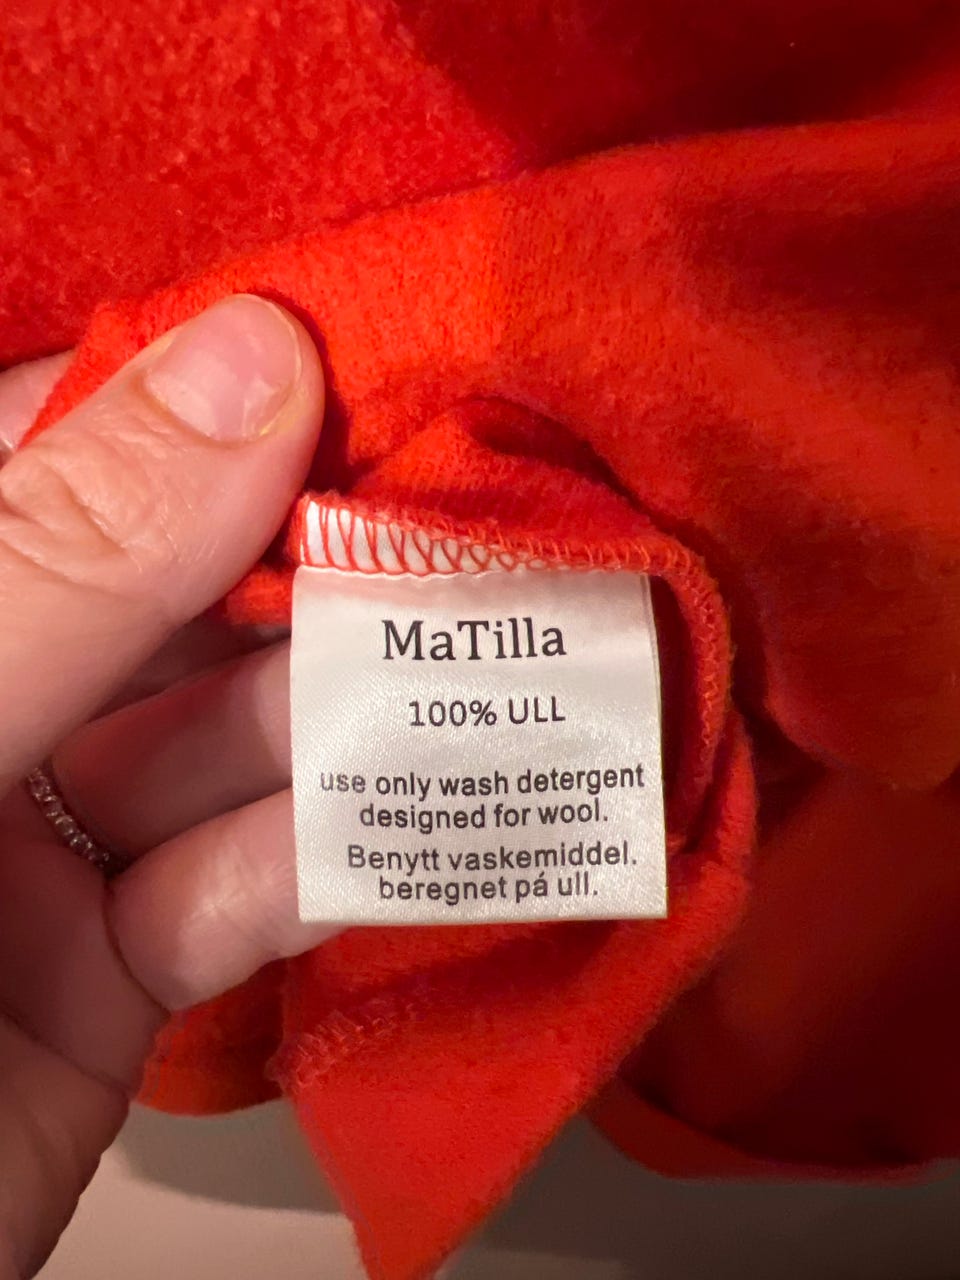 MaTilla
100% ULL
use only wash detergent
designed for wool.
Benytt vaskemiddel.
beregnet pá ull.